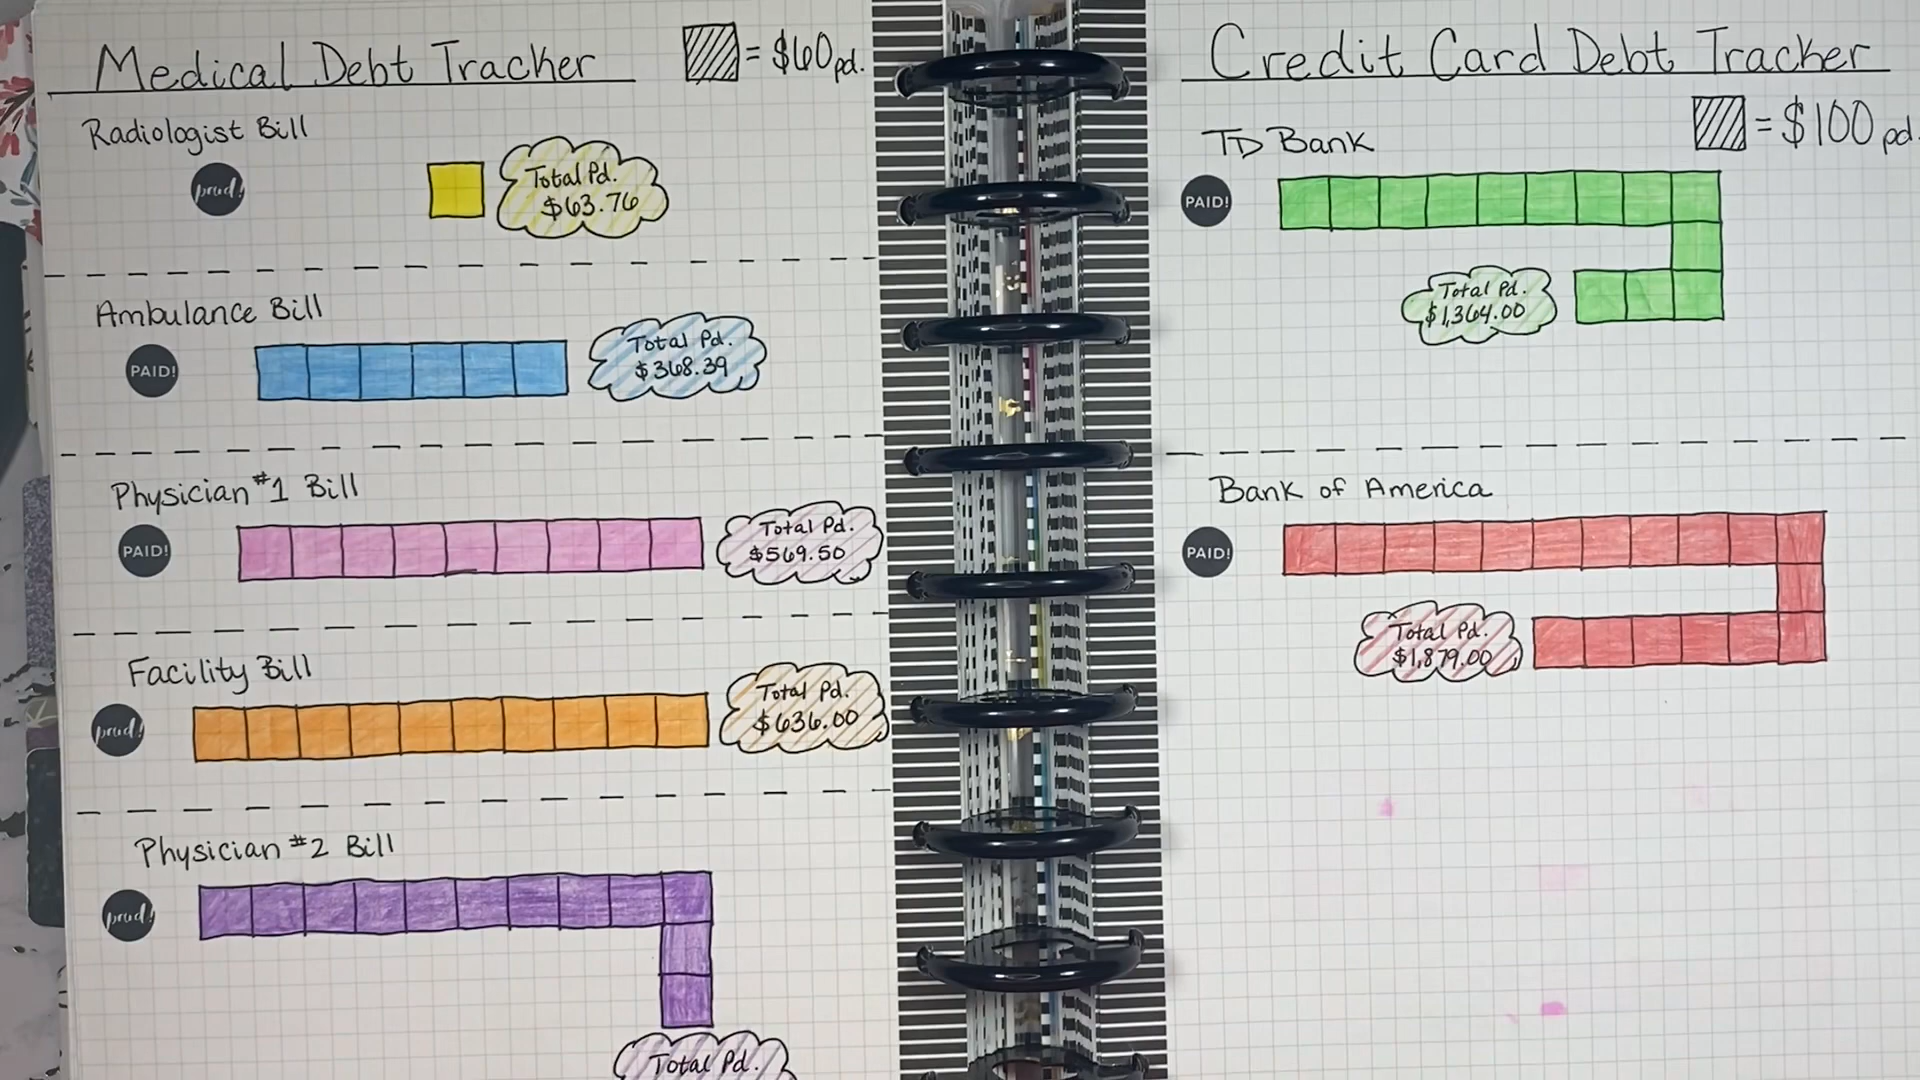 Medical Debt Tracker
= $60 pd.
Radiologist Bill
proud!
Total Pd.
$63.76
Ambulance Bill
PAID!
Total Pd.
$368.39
Physician #1 Bill
PAID!
Total Pd.
$569.50
Facility Bill
proud!
Total Pd.
$636.00
Physician #2 Bill
proud!
Total Pd.
Credit Card Debt Tracker
= $100 pd.
TD Bank
PAID!
Total Pd.
$1,364.00
Bank of America
PAID!
Total Pd.
$1,879.00